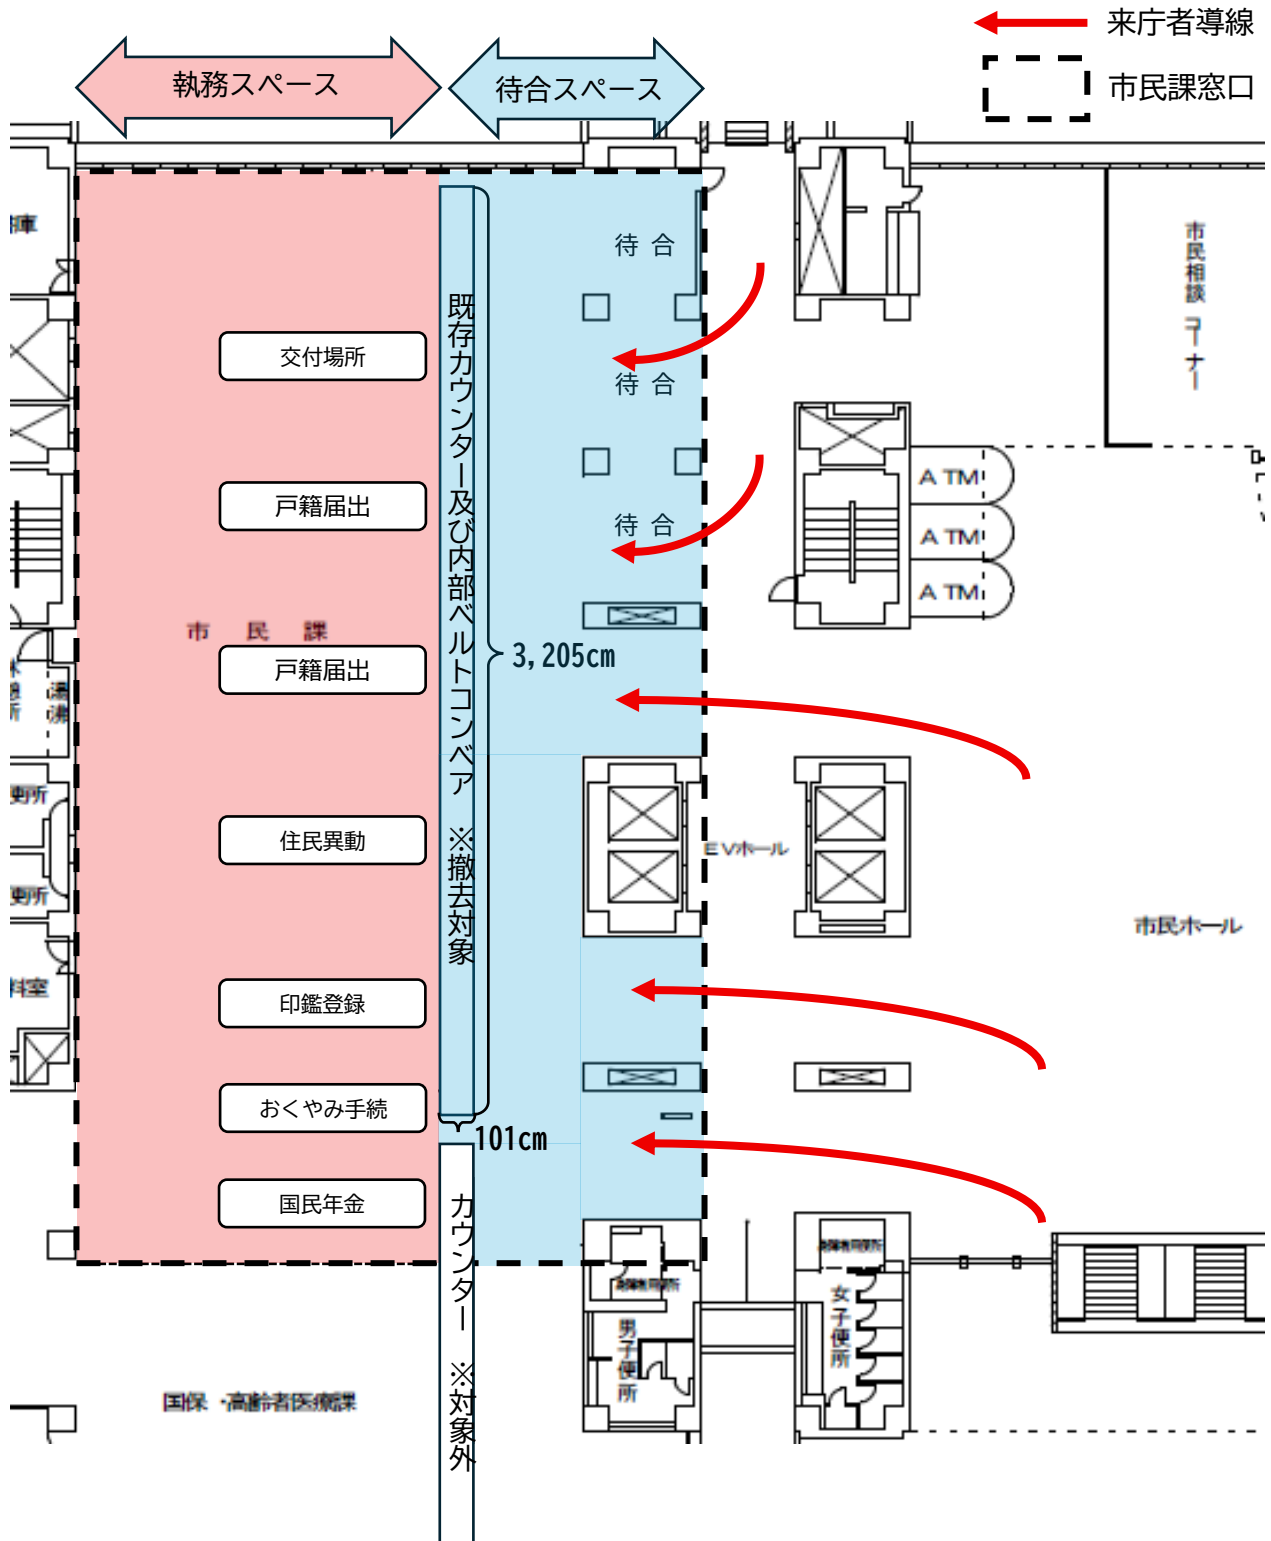 来庁者導線
市民課窓口
執務スペース
待合スペース
待 合
市民相談コーナー
既存カウンター及び内部ベルトコンベア ※撤去対象
交付場所
待 合
ATM
戸籍届出
待 合
ATM
ATM
市 民 課
戸籍届出
3,205cm
湯沸
便所
住民異動
EVホール
便所
市民ホール
印鑑登録
おくやみ手続
101cm
国民年金
カウンター ※対象外
男子便所
女子便所
国保・高齢者医療課